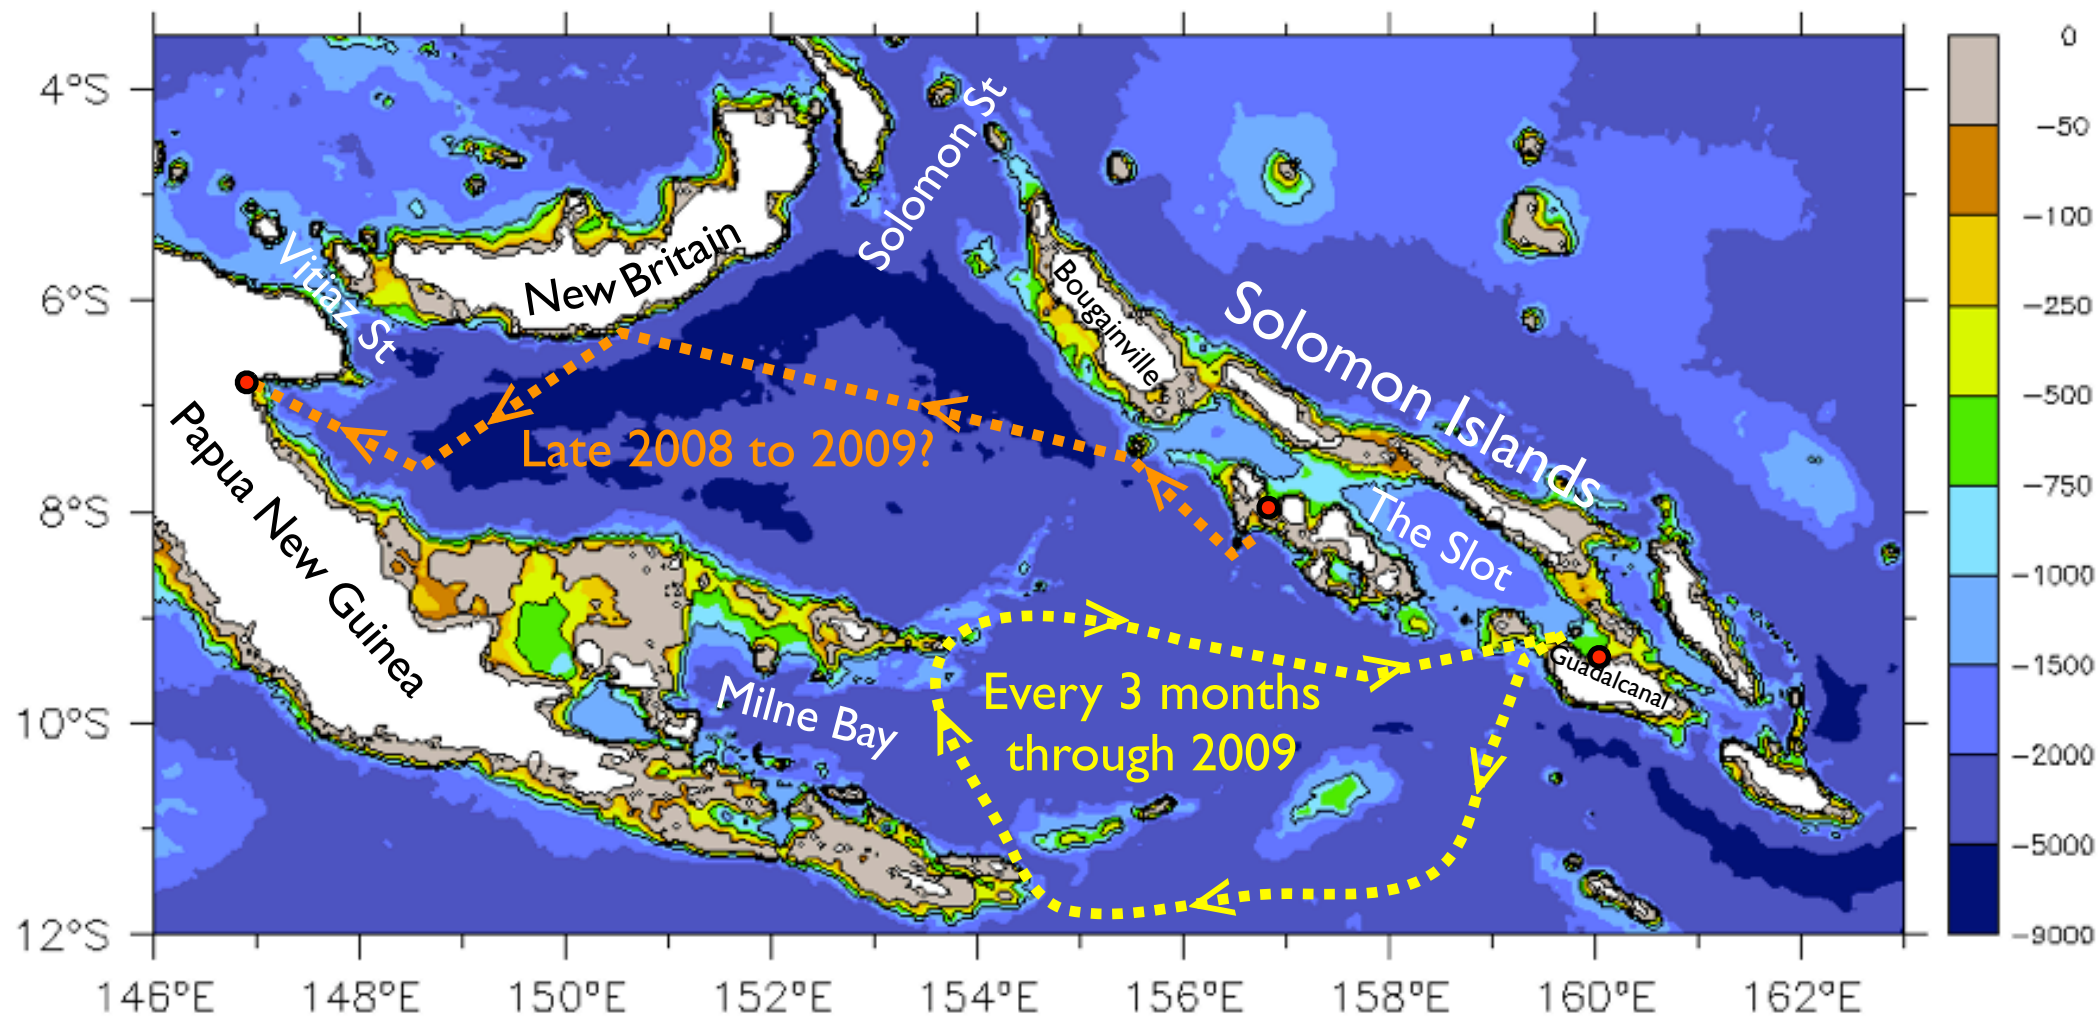 4°S
6°S
8°S
10°S
12°S
146°E
148°E
150°E
152°E
154°E
156°E
158°E
160°E
162°E
Solomon St
Vitiaz St
New Britain
Bougainville
Solomon Islands
Late 2008 to 2009?
Papua New Guinea
The Slot
Guadalcanal
Milne Bay
Every 3 months
through 2009
0
-50
-100
-250
-500
-750
-1000
-1500
-2000
-5000
-9000